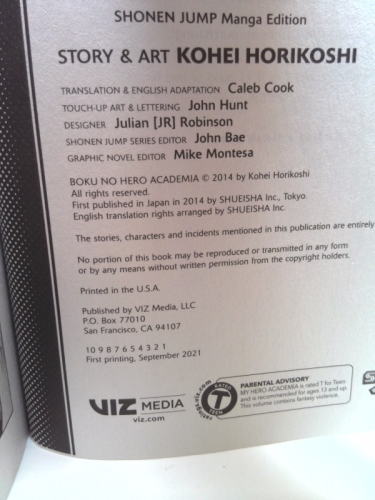 SHONEN JUMP Manga Edition
STORY & ART KOHEI HORIKOSHI
TRANSLATION & ENGLISH ADAPTATION Caleb Cook
TOUCH-UP ART & LETTERING John Hunt
DESIGNER Julian [JR] Robinson
SHONEN JUMP SERIES EDITOR John Bae
GRAPHIC NOVEL EDITOR Mike Montesa
BOKU NO HERO ACADEMIA © 2014 by Kohei Horikoshi
All rights reserved.
First published in Japan in 2014 by SHUEISHA Inc., Tokyo.
English translation rights arranged by SHUEISHA Inc.
The stories, characters and incidents mentioned in this publication are entirely
No portion of this book may be reproduced or transmitted in any form
or by any means without written permission from the copyright holders.
Printed in the U.S.A.
Published by VIZ Media, LLC
P.O. Box 77010
San Francisco, CA 94107
10 9 8 7 6 5 4 3 2 1
First printing, September 2021
VIZ MEDIA
viz.com
ratings.viz.com
RATED
T
TEEN
PARENTAL ADVISORY
MY HERO ACADEMIA is rated T for Teen
and is recommended for ages 13 and up.
This volume contains fantasy violence.